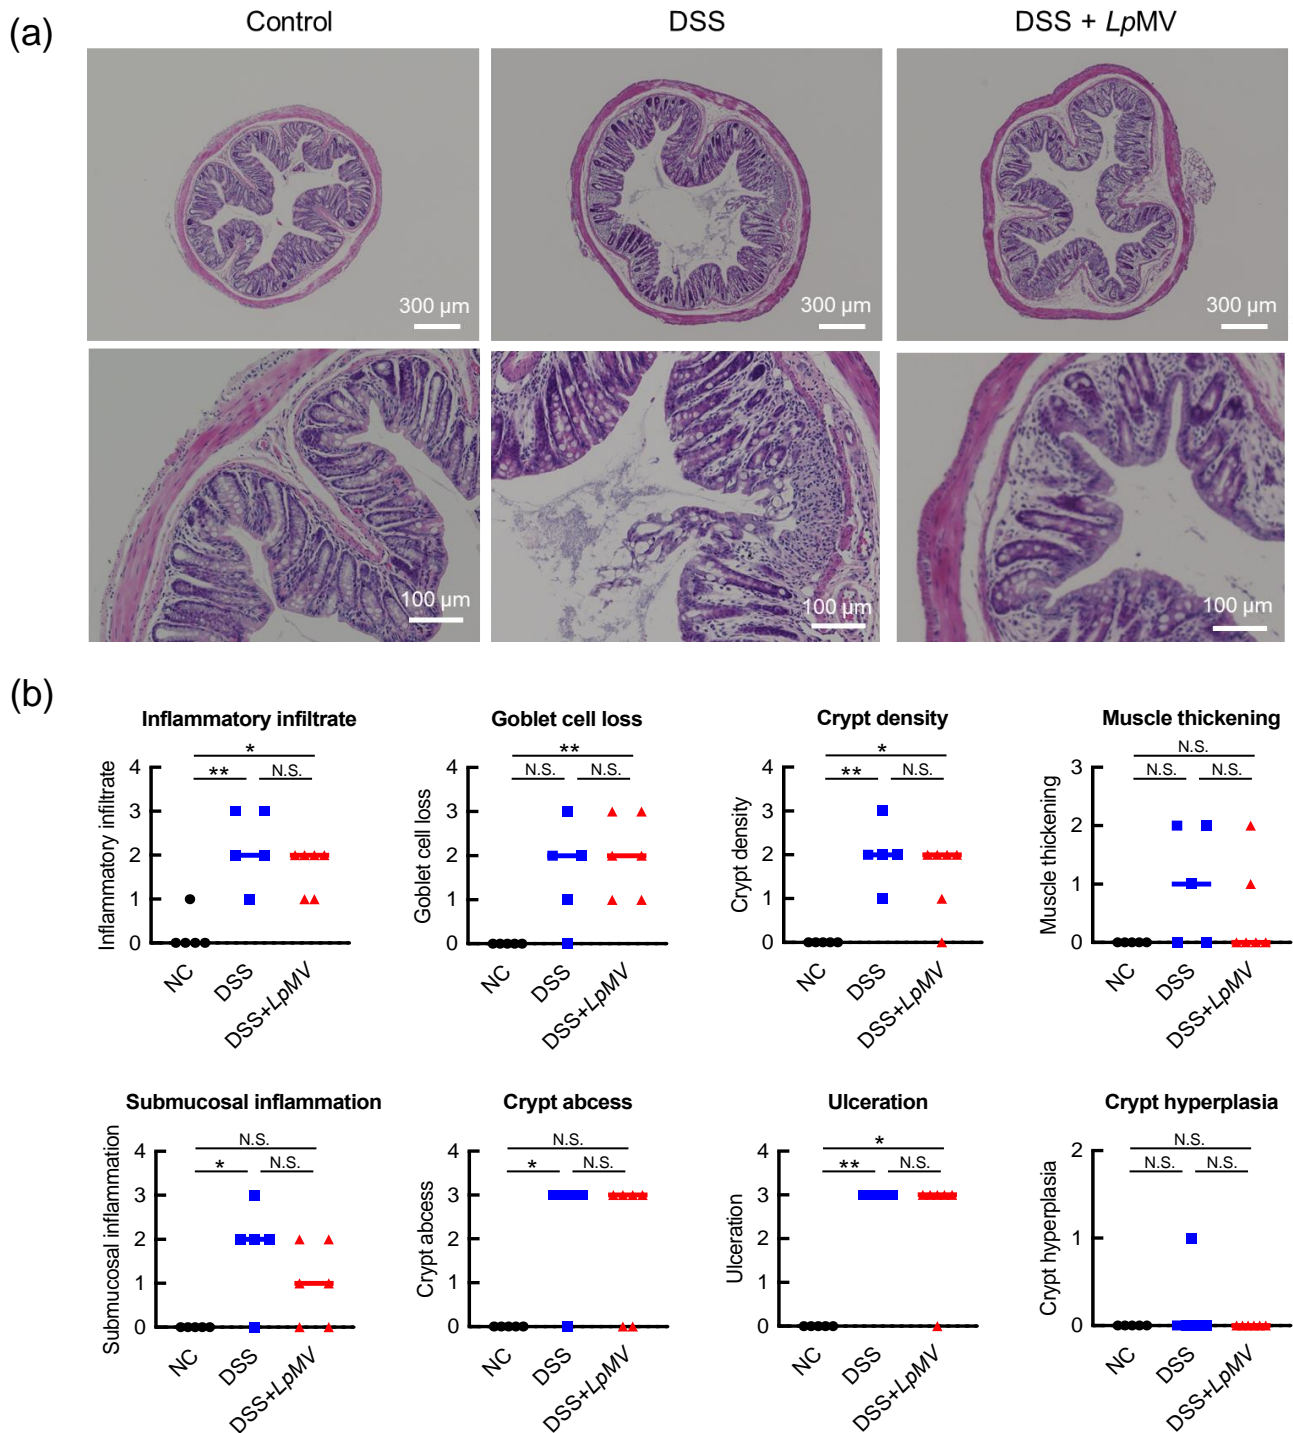 (a)
Control
DSS
DSS + LpMV
300 µm
300 µm
300 µm
100 µm
100 µm
100 µm
(b)
Inflammatory infiltrate
Inflammatory infiltrate
4
3
2
1
0
*
**
N.S.
NC
DSS
DSS+LpMV
Goblet cell loss
Goblet cell loss
4
3
2
1
0
**
N.S.
N.S.
NC
DSS
DSS+LpMV
Crypt density
Crypt density
4
3
2
1
0
*
**
N.S.
NC
DSS
DSS+LpMV
Muscle thickening
Muscle thickening
3
2
1
0
N.S.
N.S.
N.S.
NC
DSS
DSS+LpMV
Submucosal inflammation
Submucosal inflammation
4
3
2
1
0
N.S.
*
N.S.
NC
DSS
DSS+LpMV
Crypt abcess
Crypt abcess
4
3
2
1
0
N.S.
*
N.S.
NC
DSS
DSS+LpMV
Ulceration
Ulceration
4
3
2
1
0
*
**
N.S.
NC
DSS
DSS+LpMV
Crypt hyperplasia
Crypt hyperplasia
2
1
0
N.S.
N.S.
N.S.
NC
DSS
DSS+LpMV